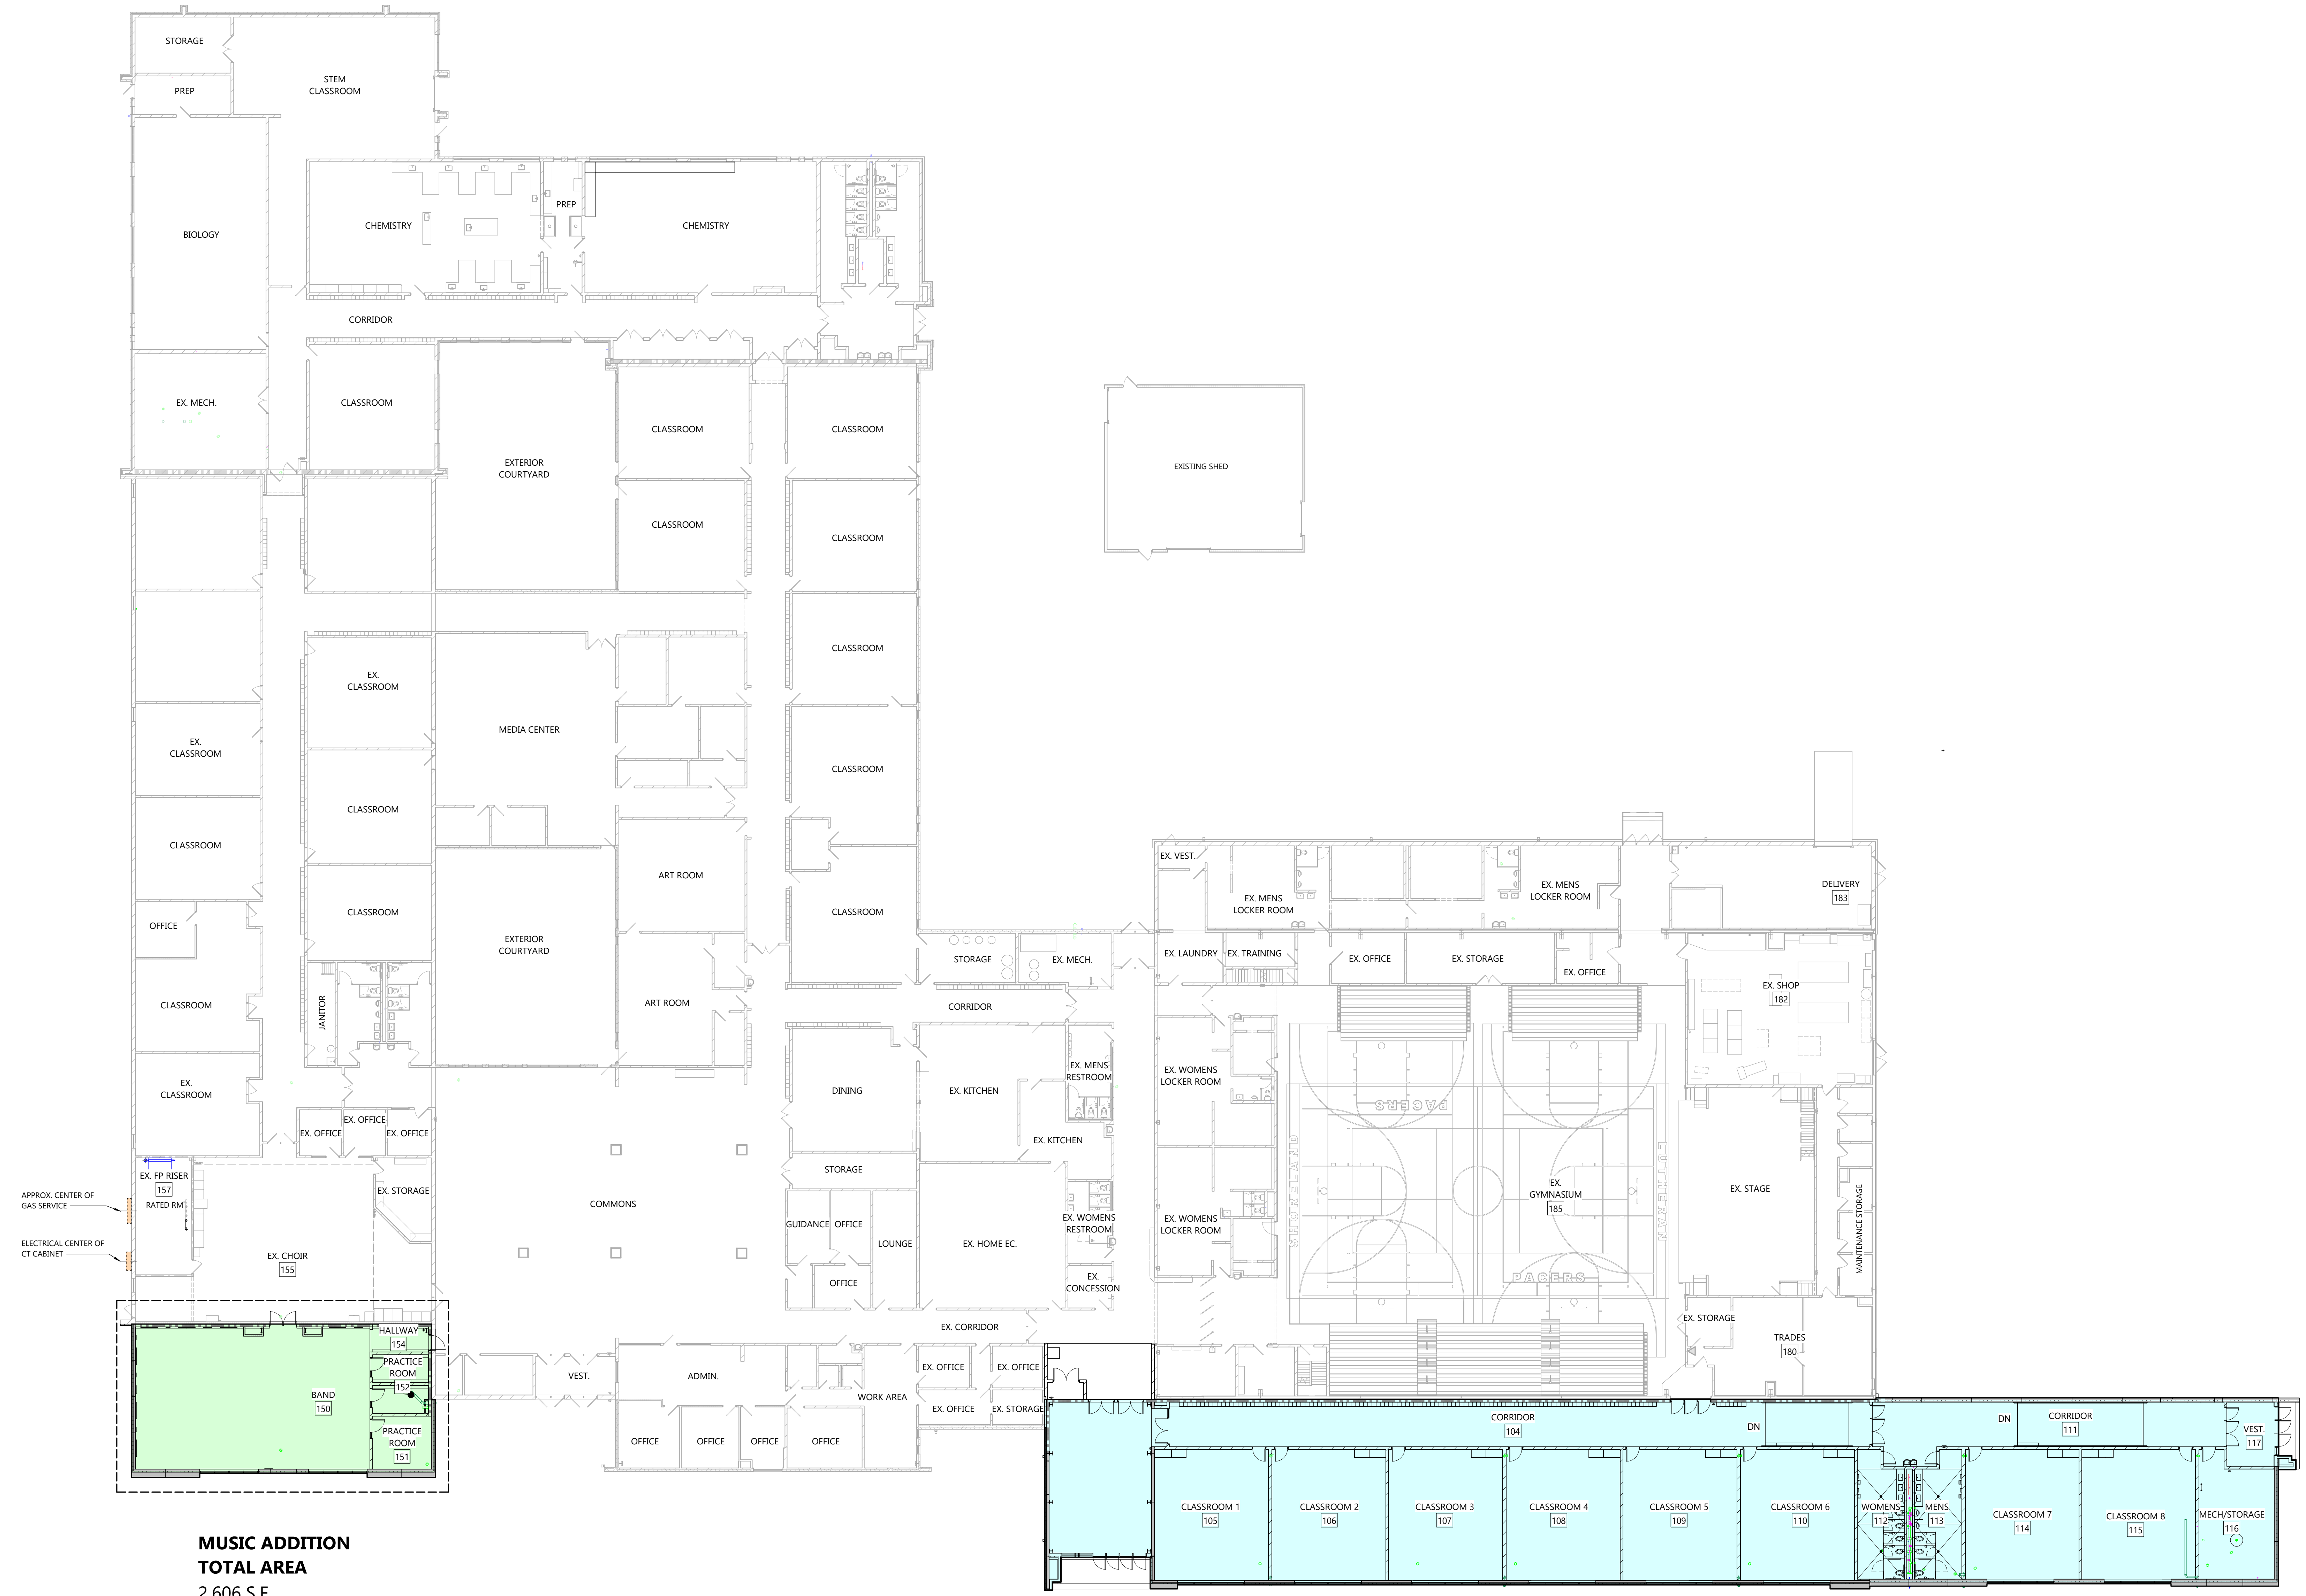 STORAGE
STEM
CLASSROOM
PREP
BIOLOGY
CHEMISTRY
PREP
CHEMISTRY
CORRIDOR
EX. MECH.
CLASSROOM
EXTERIOR
COURTYARD
CLASSROOM
CLASSROOM
EXISTING SHED
CLASSROOM
CLASSROOM
CLASSROOM
EX.
CLASSROOM
MEDIA CENTER
EX.
CLASSROOM
CLASSROOM
CLASSROOM
CLASSROOM
ART ROOM
CLASSROOM
CLASSROOM
OFFICE
EXTERIOR
COURTYARD
CLASSROOM
JANITOR
ART ROOM
STORAGE
EX. MECH.
CORRIDOR
EX. VEST.
EX. MENS
LOCKER ROOM
EX. MENS
LOCKER ROOM
DELIVERY
183
EX. LAUNDRY
EX. TRAINING
EX. OFFICE
EX. STORAGE
EX. OFFICE
EX. SHOP
182
EX.
CLASSROOM
DINING
EX. KITCHEN
EX. MENS
RESTROOM
EX. KITCHEN
EX. WOMENS
LOCKER ROOM
PACERS
EX. OFFICE
EX. OFFICE
EX. OFFICE
EX. FP RISER
157
RATED RM
EX. STORAGE
COMMONS
STORAGE
GUIDANCE
OFFICE
LOUNGE
OFFICE
EX. HOME EC.
EX. WOMENS
RESTROOM
EX.
CONCESSION
EX. WOMENS
LOCKER ROOM
SHORELAND
LUTHERAN
EX.
GYMNASIUM
185
PACERS
EX. STAGE
MAINTENANCE STORAGE
APPROX. CENTER OF
GAS SERVICE
ELECTRICAL CENTER OF
CT CABINET
EX. CHOIR
155
EX. CORRIDOR
EX. STORAGE
TRADES
180
HALLWAY
154
PRACTICE
ROOM
152
BAND
150
PRACTICE
ROOM
151
VEST.
ADMIN.
WORK AREA
EX. OFFICE
EX. OFFICE
EX. OFFICE
EX. STORAGE
OFFICE
OFFICE
OFFICE
OFFICE
CORRIDOR
104
DN
DN
CORRIDOR
111
VEST.
117
CLASSROOM 1
105
CLASSROOM 2
106
CLASSROOM 3
107
CLASSROOM 4
108
CLASSROOM 5
109
CLASSROOM 6
110
WOMENS
112
MENS
113
CLASSROOM 7
114
CLASSROOM 8
115
MECH/STORAGE
116
MUSIC ADDITION
TOTAL AREA
2,606 S.F.